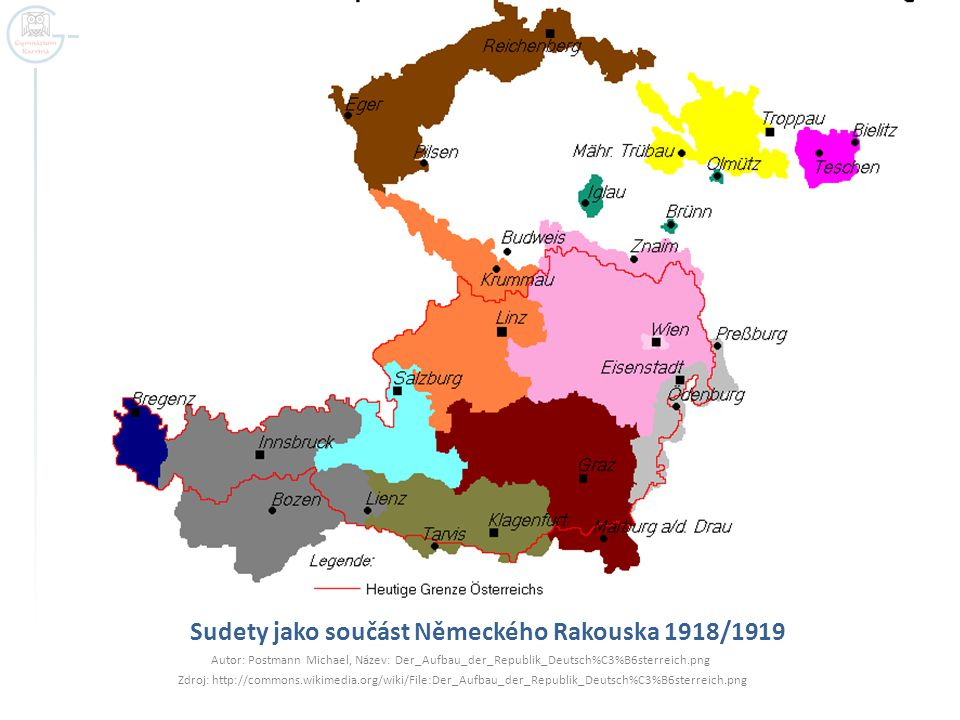 Gymnázium
Karviná
Reichenberg
Eger
Troppau
Bielitz
Pilsen
Mähr. Trübau
Olmütz
Teschen
Iglau
Brünn
Budweis
Znaim
Krummau
Linz
Wien
Preßburg
Eisenstadt
Salzburg
Ödenburg
Bregenz
Innsbruck
Graz
Bozen
Lienz
Klagenfurt
Marburg a/d. Drau
Tarvis
Legende:
Heutige Grenze Österreichs
Sudety jako součást Německého Rakouska 1918/1919
Autor: Postmann Michael, Název: Der_Aufbau_der_Republik_Deutsch%C3%B6sterreich.png
Zdroj: http://commons.wikimedia.org/wiki/File:Der_Aufbau_der_Republik_Deutsch%C3%B6sterreich.png